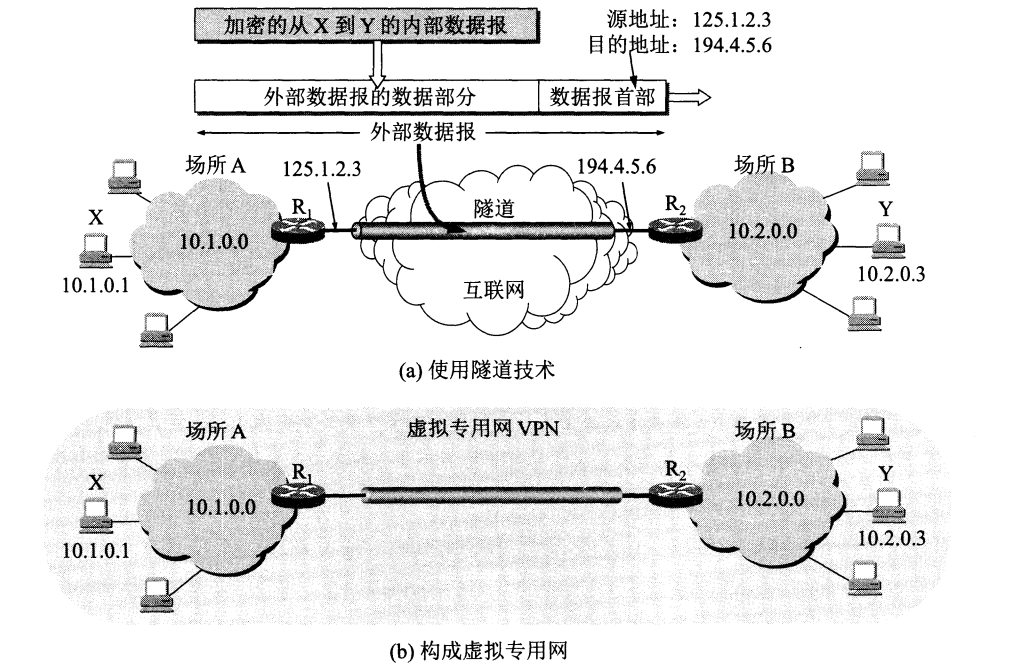 加密的从 X 到 Y 的内部数据报
源地址：125.1.2.3
目的地址：194.4.5.6
外部数据报的数据部分
数据报首部
外部数据报
场所 A
125.1.2.3
194.4.5.6
场所 B
X
R1
隧道
R2
Y
10.1.0.0
10.2.0.0
10.1.0.1
互联网
10.2.0.3
(a) 使用隧道技术
场所 A
虚拟专用网 VPN
场所 B
X
R1
R2
Y
10.1.0.0
10.2.0.0
10.1.0.1
10.2.0.3
(b) 构成虚拟专用网